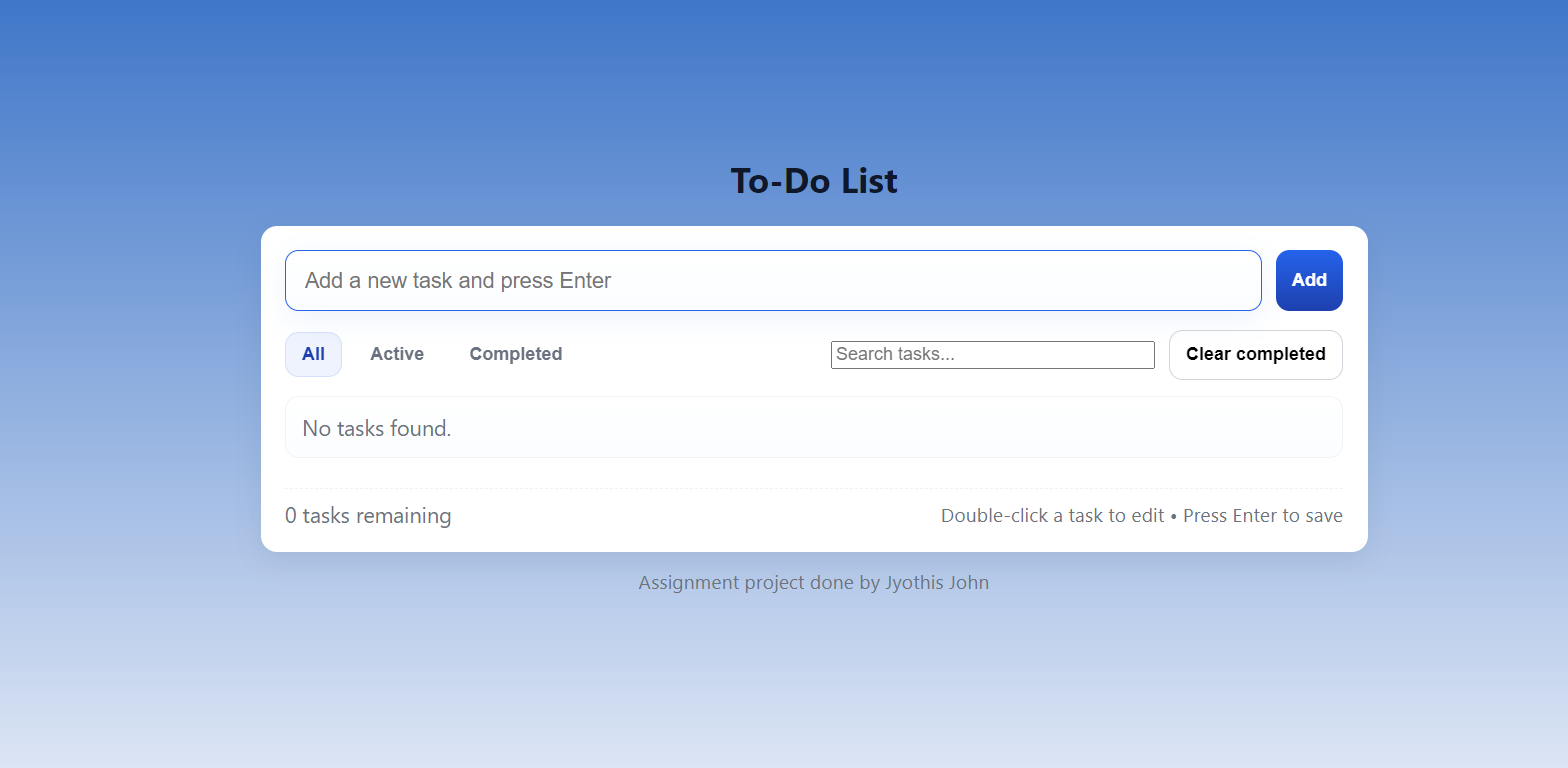 To-Do List
Add a new task and press Enter
Add
All
Active
Completed
Search tasks...
Clear completed
No tasks found.
0 tasks remaining
Double-click a task to edit • Press Enter to save
Assignment project done by Jyothis John